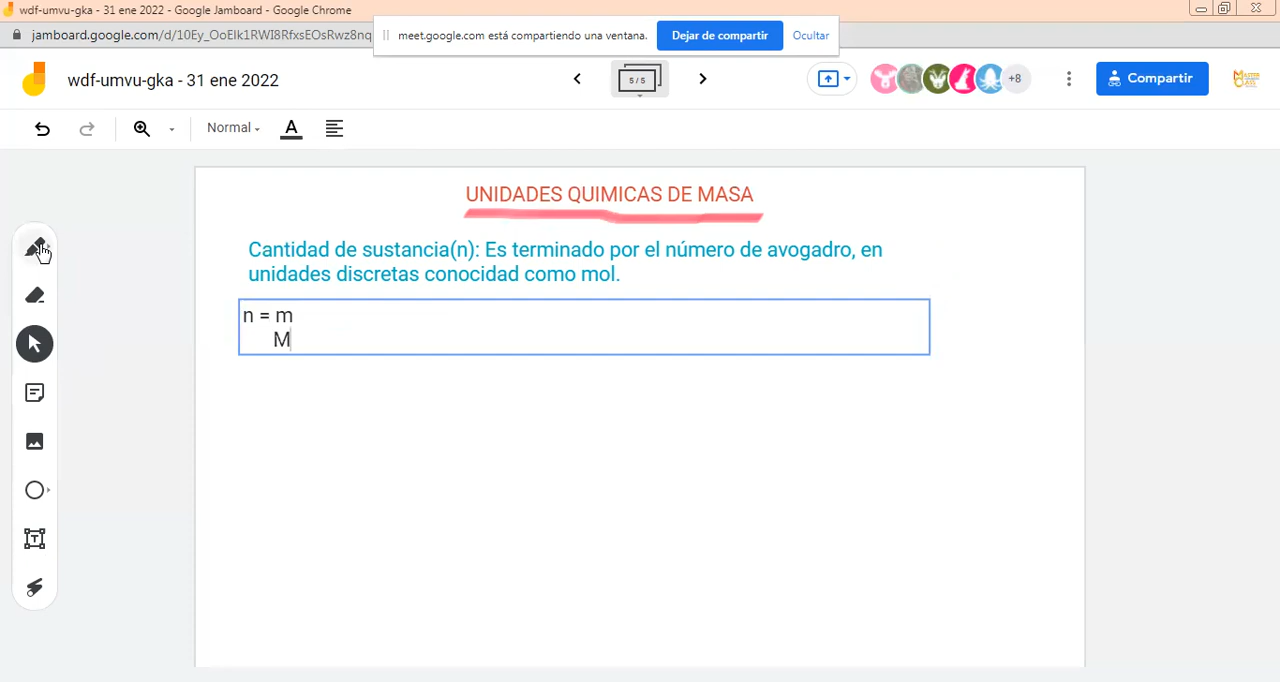 wdf-umvu-gka - 31 ene 2022 - Google Jamboard - Google Chrome
jamboard.google.com/d/10Ey_OoElk1RWI8RfxsEOsRwz8nq
meet.google.com está compartiendo una ventana.
Dejar de compartir
Ocultar
wdf-umvu-gka - 31 ene 2022
5 / 5
+8
Compartir
MASTER CLASS
Normal
A
UNIDADES QUIMICAS DE MASA
Cantidad de sustancia(n): Es terminado por el número de avogadro, en
unidades discretas conocidad como mol.
n = m
M